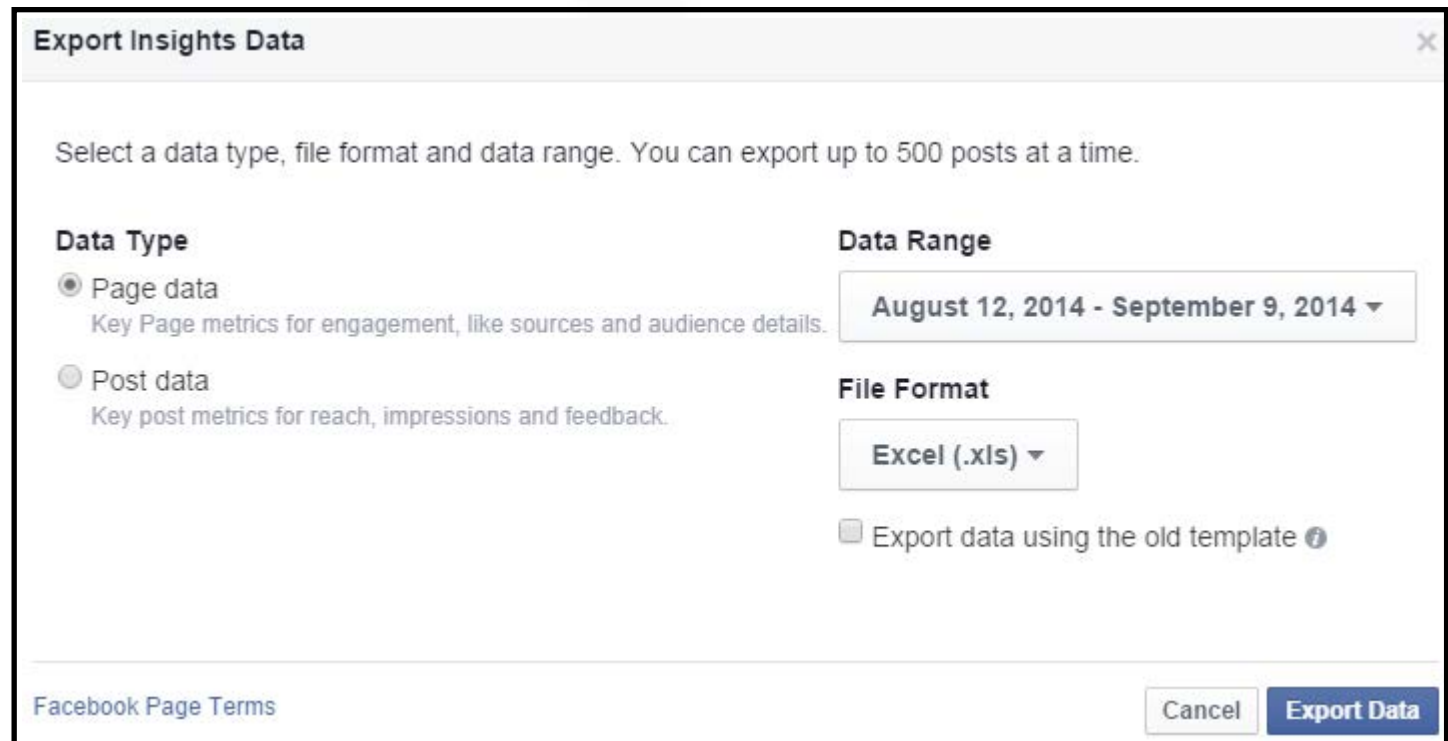 Export Insights Data
Select a data type, file format and data range. You can export up to 500 posts at a time.
Data Type
Page data
Key Page metrics for engagement, like sources and audience details.
Post data
Key post metrics for reach, impressions and feedback.
Data Range
August 12, 2014 - September 9, 2014
File Format
Excel (.xls)
Export data using the old template
Facebook Page Terms
Cancel
Export Data